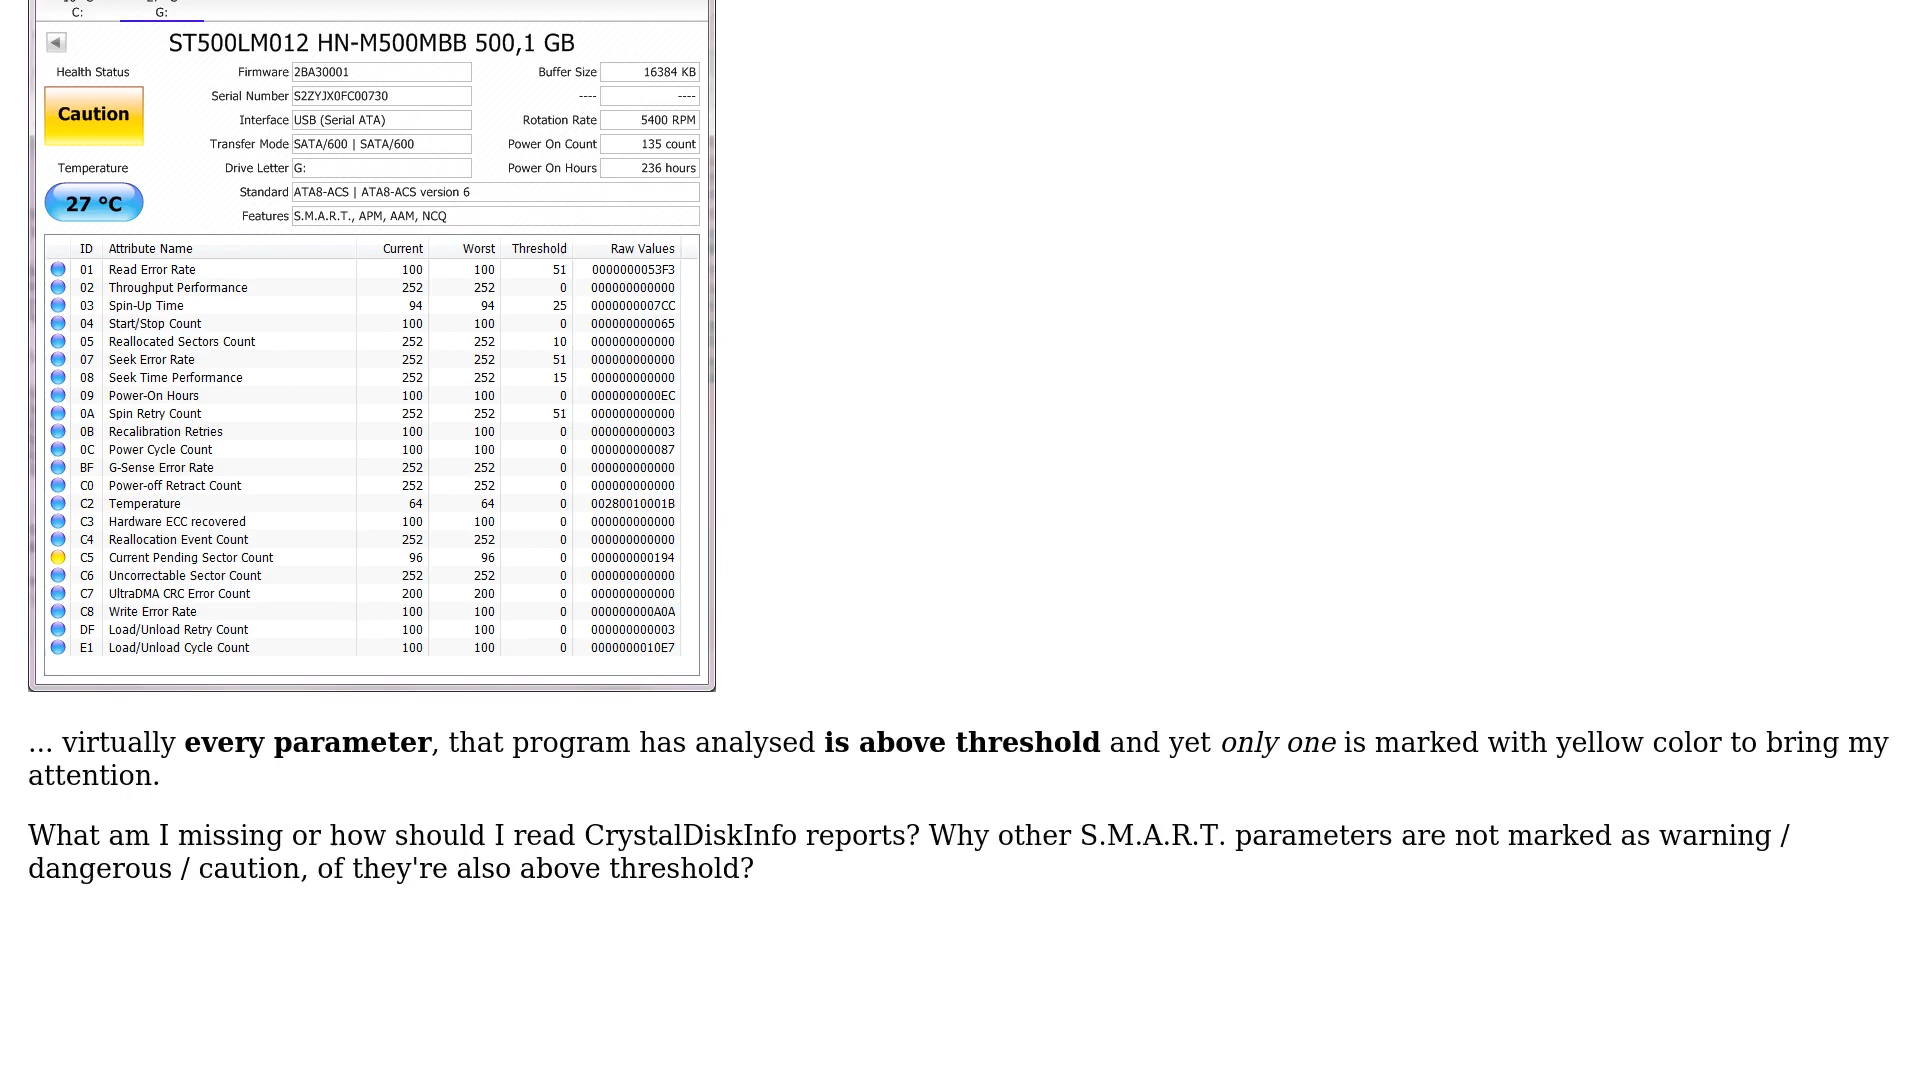 C: G:
ST500LM012 HN-M500MBB 500,1 GB
Health Status Firmware 2BA30001 Buffer Size 16384 KB
Caution Serial Number S2ZYJX0FC00730 ---- ----
Interface USB (Serial ATA) Rotation Rate 5400 RPM
Transfer Mode SATA/600 | SATA/600 Power On Count 135 count
Temperature Drive Letter G: Power On Hours 236 hours
27 °C Standard ATA8-ACS | ATA8-ACS version 6
Features S.M.A.R.T., APM, AAM, NCQ
ID Attribute Name Current Worst Threshold Raw Values
01 Read Error Rate 100 100 51 0000000053F3
02 Throughput Performance 252 252 0 000000000000
03 Spin-Up Time 94 94 25 0000000007CC
04 Start/Stop Count 100 100 0 000000000065
05 Reallocated Sectors Count 252 252 10 000000000000
07 Seek Error Rate 252 252 51 000000000000
08 Seek Time Performance 252 252 15 000000000000
09 Power-On Hours 100 100 0 0000000000EC
0A Spin Retry Count 252 252 51 000000000000
0B Recalibration Retries 100 100 0 000000000003
0C Power Cycle Count 100 100 0 000000000087
BF G-Sense Error Rate 252 252 0 000000000000
C0 Power-off Retract Count 252 252 0 000000000000
C2 Temperature 64 64 0 00280010001B
C3 Hardware ECC recovered 100 100 0 000000000000
C4 Reallocation Event Count 252 252 0 000000000000
C5 Current Pending Sector Count 96 96 0 000000000194
C6 Uncorrectable Sector Count 252 252 0 000000000000
C7 UltraDMA CRC Error Count 200 200 0 000000000000
C8 Write Error Rate 100 100 0 000000000A0A
DF Load/Unload Retry Count 100 100 0 000000000003
E1 Load/Unload Cycle Count 100 100 0 0000000010E7
... virtually every parameter, that program has analysed is above threshold and yet only one is marked with yellow color to bring my
attention.
What am I missing or how should I read CrystalDiskInfo reports? Why other S.M.A.R.T. parameters are not marked as warning /
dangerous / caution, of they're also above threshold?